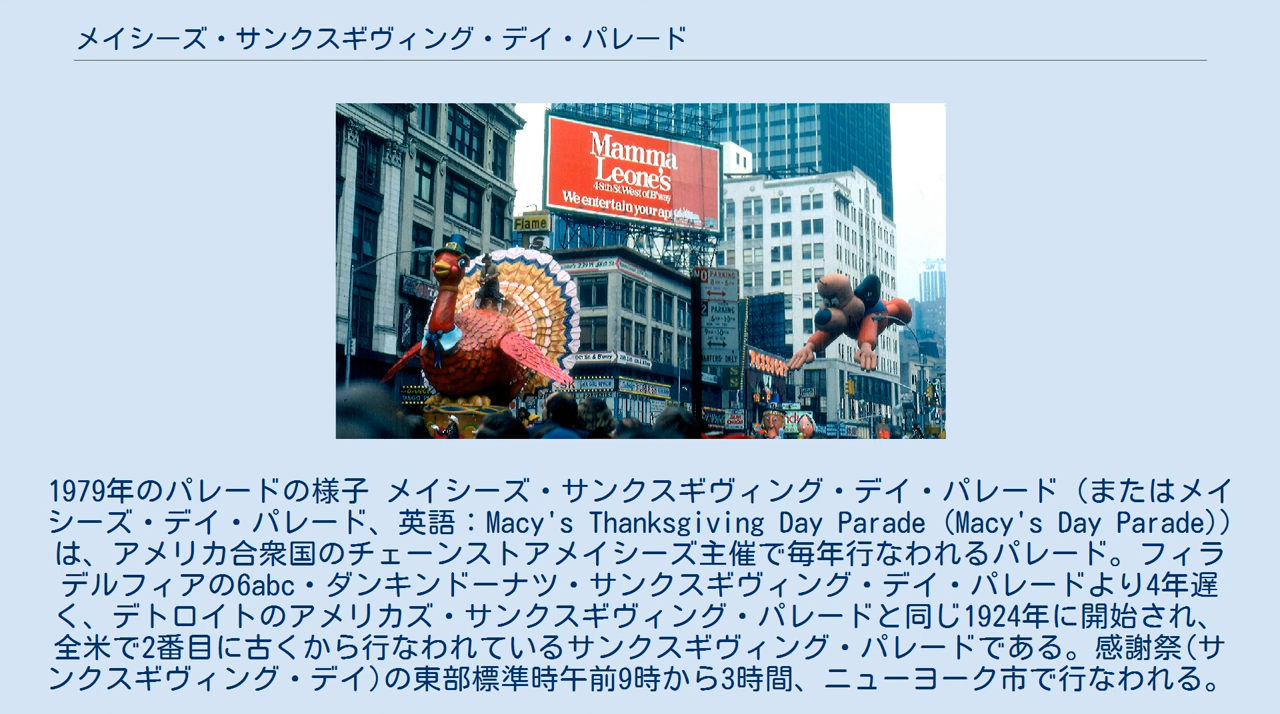 メイシーズ・サンクスギヴィング・デイ・パレード
Mamma
Leone's
48th St. West of B'way
We entertain your
Flame
NO PARKING
PARKING
1979年のパレードの様子 メイシーズ・サンクスギヴィング・デイ・パレード (またはメイ
シーズ・デイ・パレード、英語：Macy's Thanksgiving Day Parade (Macy's Day Parade))
は、アメリカ合衆国のチェーンストアメイシーズ主催で毎年行なわれるパレード。フィラ
デルフィアの6abc・ダンキンドーナツ・サンクスギヴィング・デイ・パレードより4年遅
く、デトロイトのアメリカズ・サンクスギヴィング・パレードと同じ1924年に開始され、
全米で2番目に古くから行なわれているサンクスギヴィング・パレードである。感謝祭(サ
ンクスギヴィング・デイ)の東部標準時午前9時から3時間、ニューヨーク市で行なわれる。